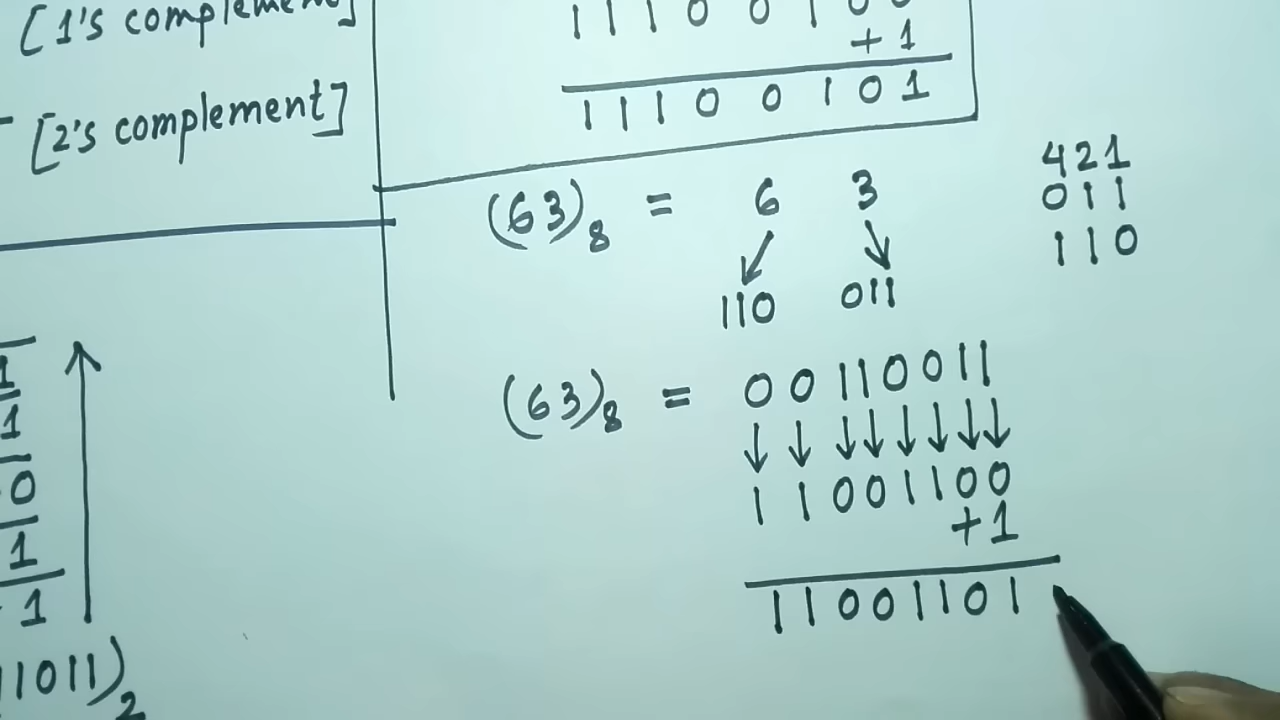 [1's complement]
[2's complement]
1 1 1 0 0 1 0 0
+ 1
1 1 1 0 0 1 0 1
(63)8 = 6 3
110 011
4 2 1
0 1 1
1 1 0
(63)8 = 0 0 1 1 0 0 1 1
1 1 0 0 1 1 0 0
+ 1
1 1 0 0 1 1 0 1
1
1
0
1
1
11011)2